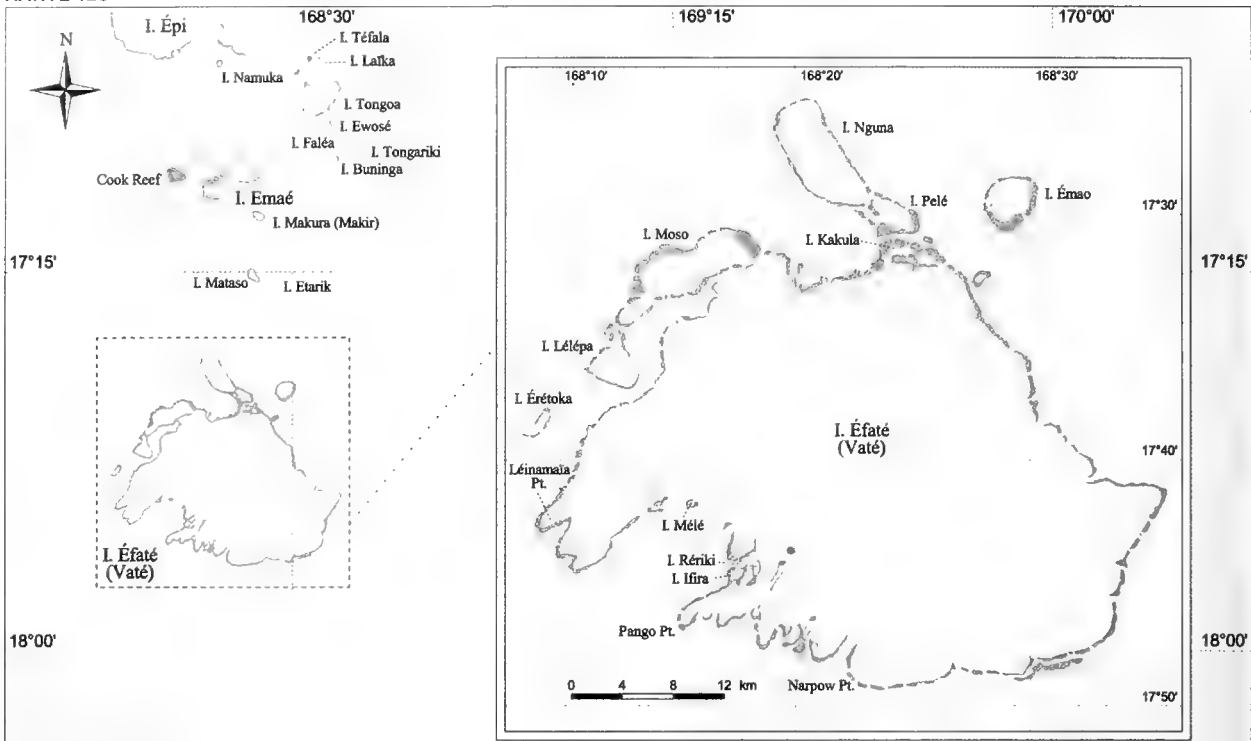 168°30'
169°15'
170°00'
I. Épi
N
I. Téfala
I. Laïka
I. Namuka
I. Tongoa
I. Ewosé
I. Faléa
I. Tongariki
I. Buninga
Cook Reef
I. Emaé
I. Makura (Makir)
17°15'
17°15'
I. Mataso
I. Etarik
I. Éfaté
(Vaté)
18°00'
18°00'
168°10'
168°20'
168°30'
I. Nguna
I. Pelé
I. Émao
17°30'
I. Moso
I. Kakula
I. Lélépa
I. Érétoka
I. Éfaté
(Vaté)
17°40'
Léinamaïa
Pt.
I. Mélé
I. Rériki
I. Ifira
Pango Pt.
Narpow Pt.
17°50'
0 4 8 12 km